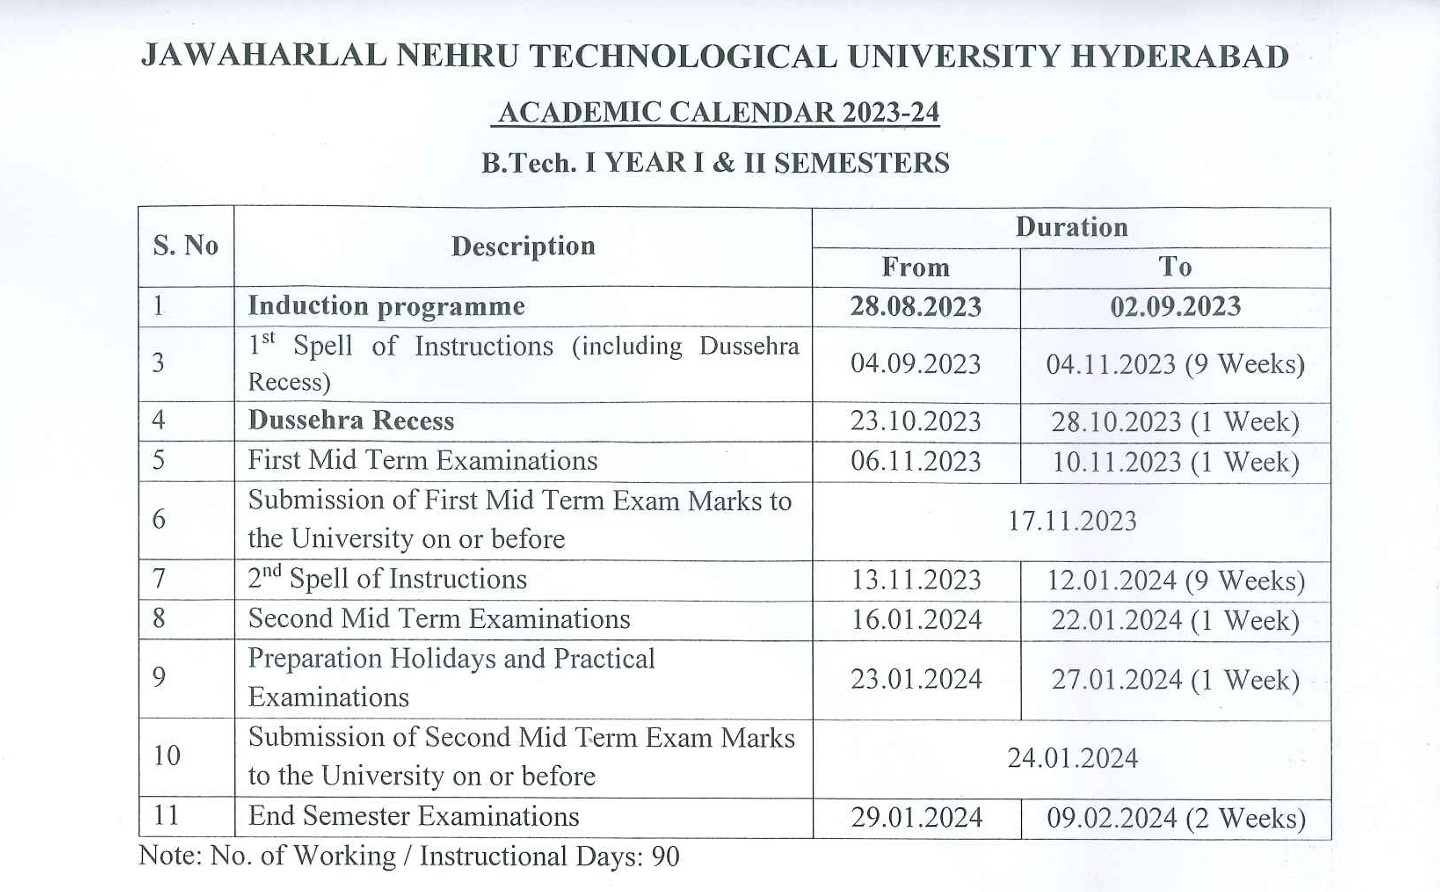 JAWAHARLAL NEHRU TECHNOLOGICAL UNIVERSITY HYDERABAD
ACADEMIC CALENDAR 2023-24
B.Tech. I YEAR I & II SEMESTERS
S. No Description Duration
From To
1 Induction programme 28.08.2023 02.09.2023
3 1st Spell of Instructions (including Dussehra
Recess) 04.09.2023 04.11.2023 (9 Weeks)
4 Dussehra Recess 23.10.2023 28.10.2023 (1 Week)
5 First Mid Term Examinations 06.11.2023 10.11.2023 (1 Week)
6 Submission of First Mid Term Exam Marks to
the University on or before 17.11.2023
7 2nd Spell of Instructions 13.11.2023 12.01.2024 (9 Weeks)
8 Second Mid Term Examinations 16.01.2024 22.01.2024 (1 Week)
9 Preparation Holidays and Practical
Examinations 23.01.2024 27.01.2024 (1 Week)
10 Submission of Second Mid Term Exam Marks
to the University on or before 24.01.2024
11 End Semester Examinations 29.01.2024 09.02.2024 (2 Weeks)
Note: No. of Working / Instructional Days: 90